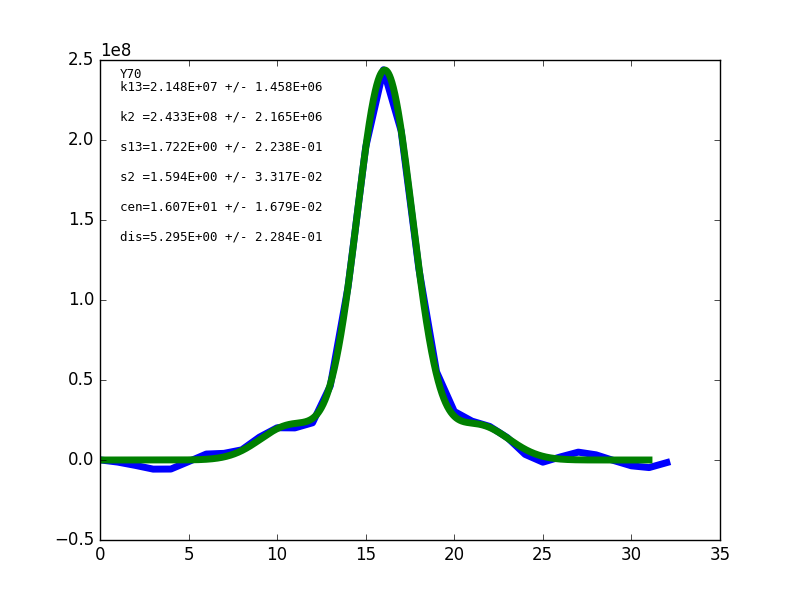 1e8
2.5
2.0
1.5
1.0
0.5
0.0
−0.5
Y70
k13=2.148E+07 +/- 1.458E+06
k2 =2.433E+08 +/- 2.165E+06
s13=1.722E+00 +/- 2.238E-01
s2 =1.594E+00 +/- 3.317E-02
cen=1.607E+01 +/- 1.679E-02
dis=5.295E+00 +/- 2.284E-01
0 5 10 15 20 25 30 35